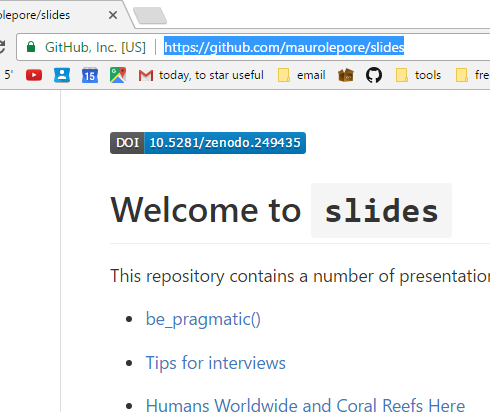 olepore/slides
GitHub, Inc. [US] https://github.com/maurolepore/slides
5' 15 today, to star useful email tools fre
DOI 10.5281/zenodo.249435
Welcome to slides
This repository contains a number of presentation
be_pragmatic()
Tips for interviews
Humans Worldwide and Coral Reefs Here